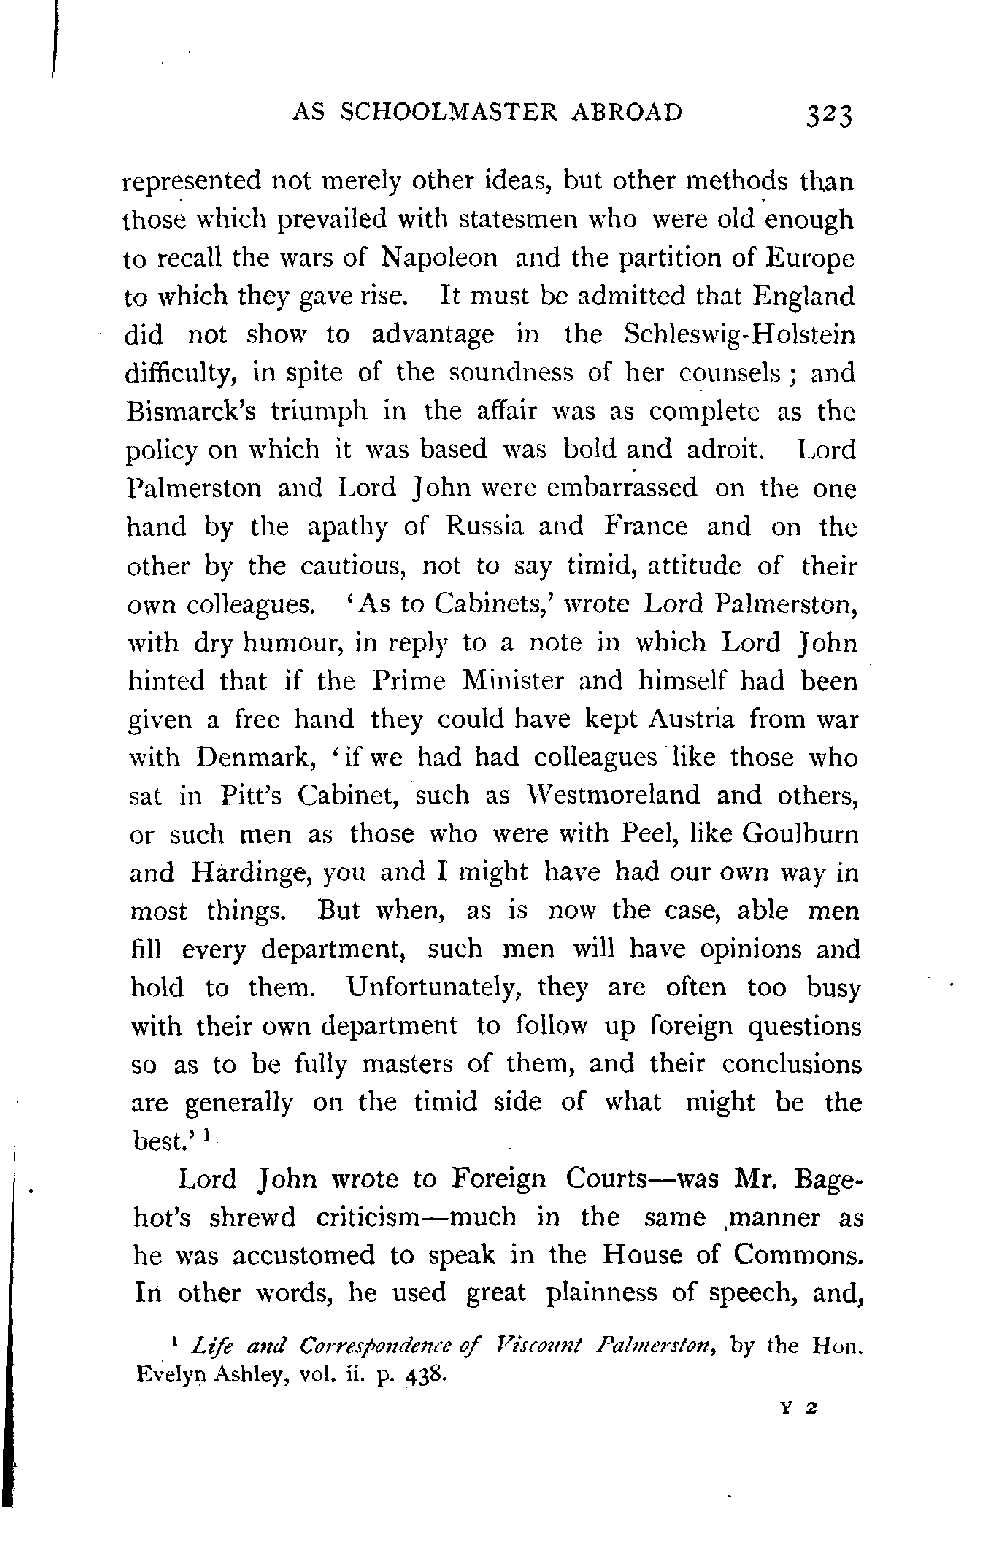 AS SCHOOLMASTER ABROAD 323
represented not merely other ideas, but other methods than
those which prevailed with statesmen who were old enough
to recall the wars of Napoleon and the partition of Europe
to which they gave rise. It must be admitted that England
did not show to advantage in the Schleswig-Holstein
difficulty, in spite of the soundness of her counsels ; and
Bismarck's triumph in the affair was as complete as the
policy on which it was based was bold and adroit. Lord
Palmerston and Lord John were embarrassed on the one
hand by the apathy of Russia and France and on the
other by the cautious, not to say timid, attitude of their
own colleagues. 'As to Cabinets,' wrote Lord Palmerston,
with dry humour, in reply to a note in which Lord John
hinted that if the Prime Minister and himself had been
given a free hand they could have kept Austria from war
with Denmark, 'if we had had colleagues like those who
sat in Pitt's Cabinet, such as Westmoreland and others,
or such men as those who were with Peel, like Goulburn
and Hardinge, you and I might have had our own way in
most things. But when, as is now the case, able men
fill every department, such men will have opinions and
hold to them. Unfortunately, they are often too busy
with their own department to follow up foreign questions
so as to be fully masters of them, and their conclusions
are generally on the timid side of what might be the
best.' 1
Lord John wrote to Foreign Courts—was Mr. Bage-
hot's shrewd criticism—much in the same manner as
he was accustomed to speak in the House of Commons.
In other words, he used great plainness of speech, and,
1 Life and Correspondence of Viscount Palmerston, by the Hon.
Evelyn Ashley, vol. ii. p. 438.
Y 2